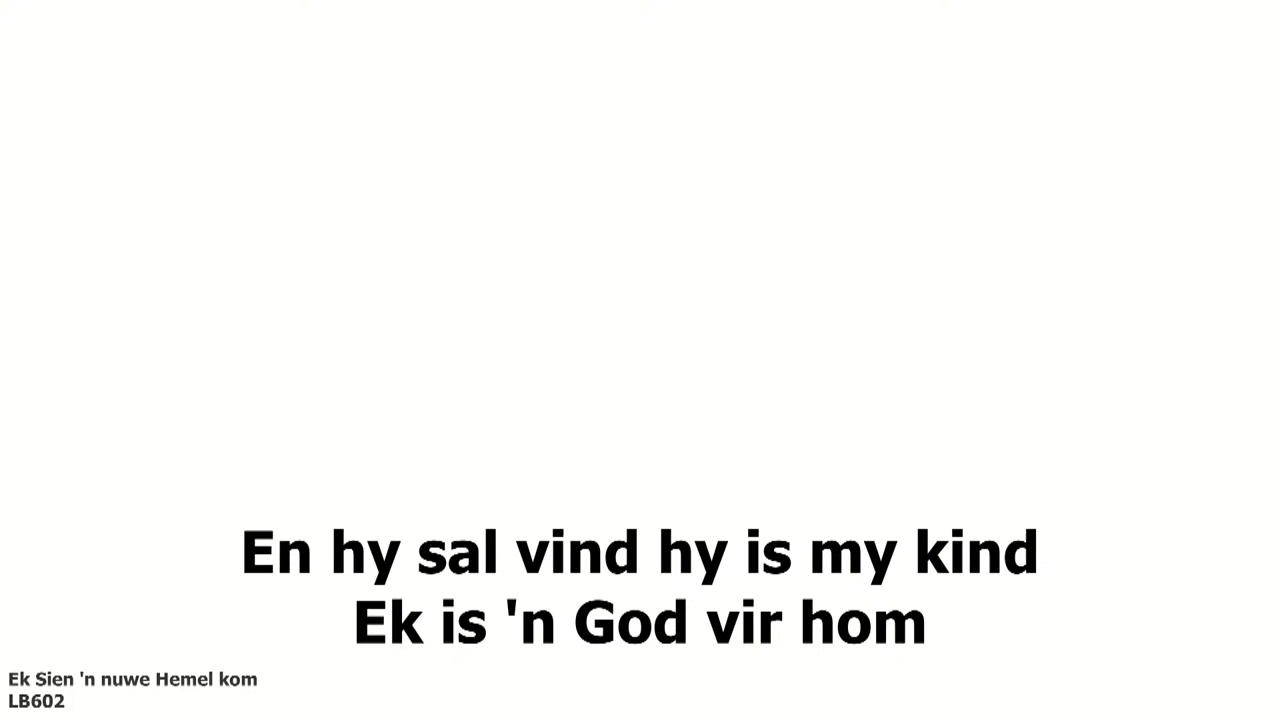 En hy sal vind hy is my kind
Ek is 'n God vir hom
Ek Sien 'n nuwe Hemel kom
LB602